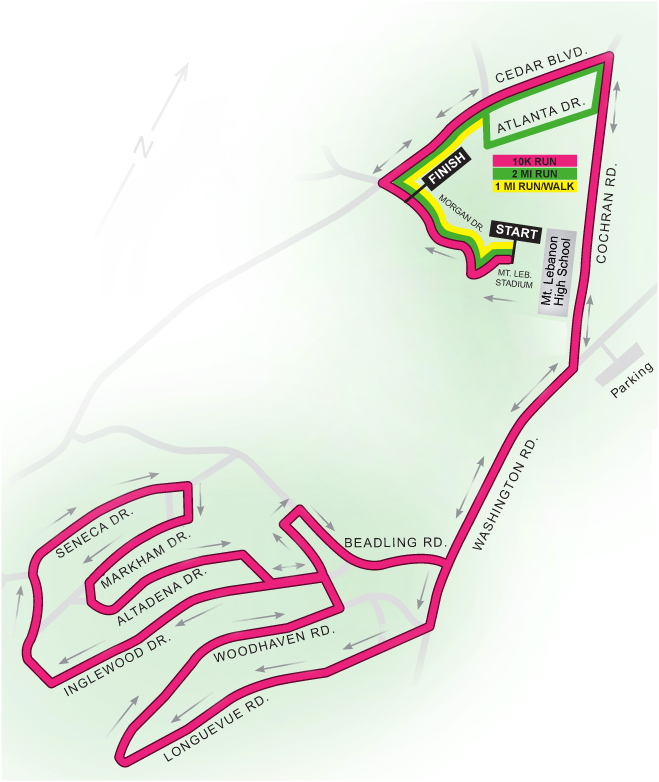 CEDAR BLVD.
ATLANTA DR.
N
FINISH
10K RUN
2 MI RUN
1 MI RUN/WALK
COCHRAN RD.
MORGAN DR.
START
MT. LEB.
STADIUM
Mt. Lebanon
High School
Parking
WASHINGTON RD.
BEADLING RD.
SENECA DR.
MARKHAM DR.
ALTADENA DR.
INGLEWOOD DR.
WOODHAVEN RD.
LONGUEVUE RD.